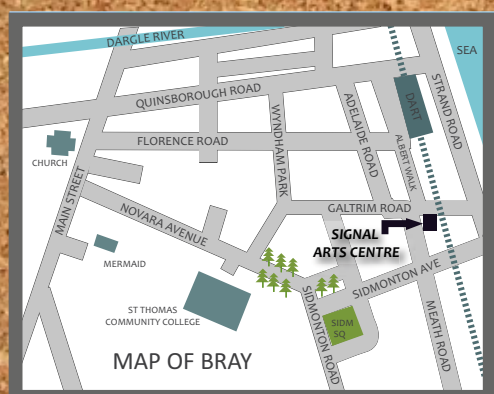 DARGLE RIVER
SEA
QUINSBOROUGH ROAD
DART
STRAND ROAD
WYNDHAM PARK
ADELAIDE ROAD
ALBERT WALK
FLORENCE ROAD
CHURCH
MAIN STREET
NOVARA AVENUE
GALTRIM ROAD
SIGNAL
ARTS CENTRE
MERMAID
SIDMONTON AVE
ST THOMAS
COMMUNITY COLLEGE
SIDMONTON ROAD
SIDM
SQ
MEATH ROAD
MAP OF BRAY